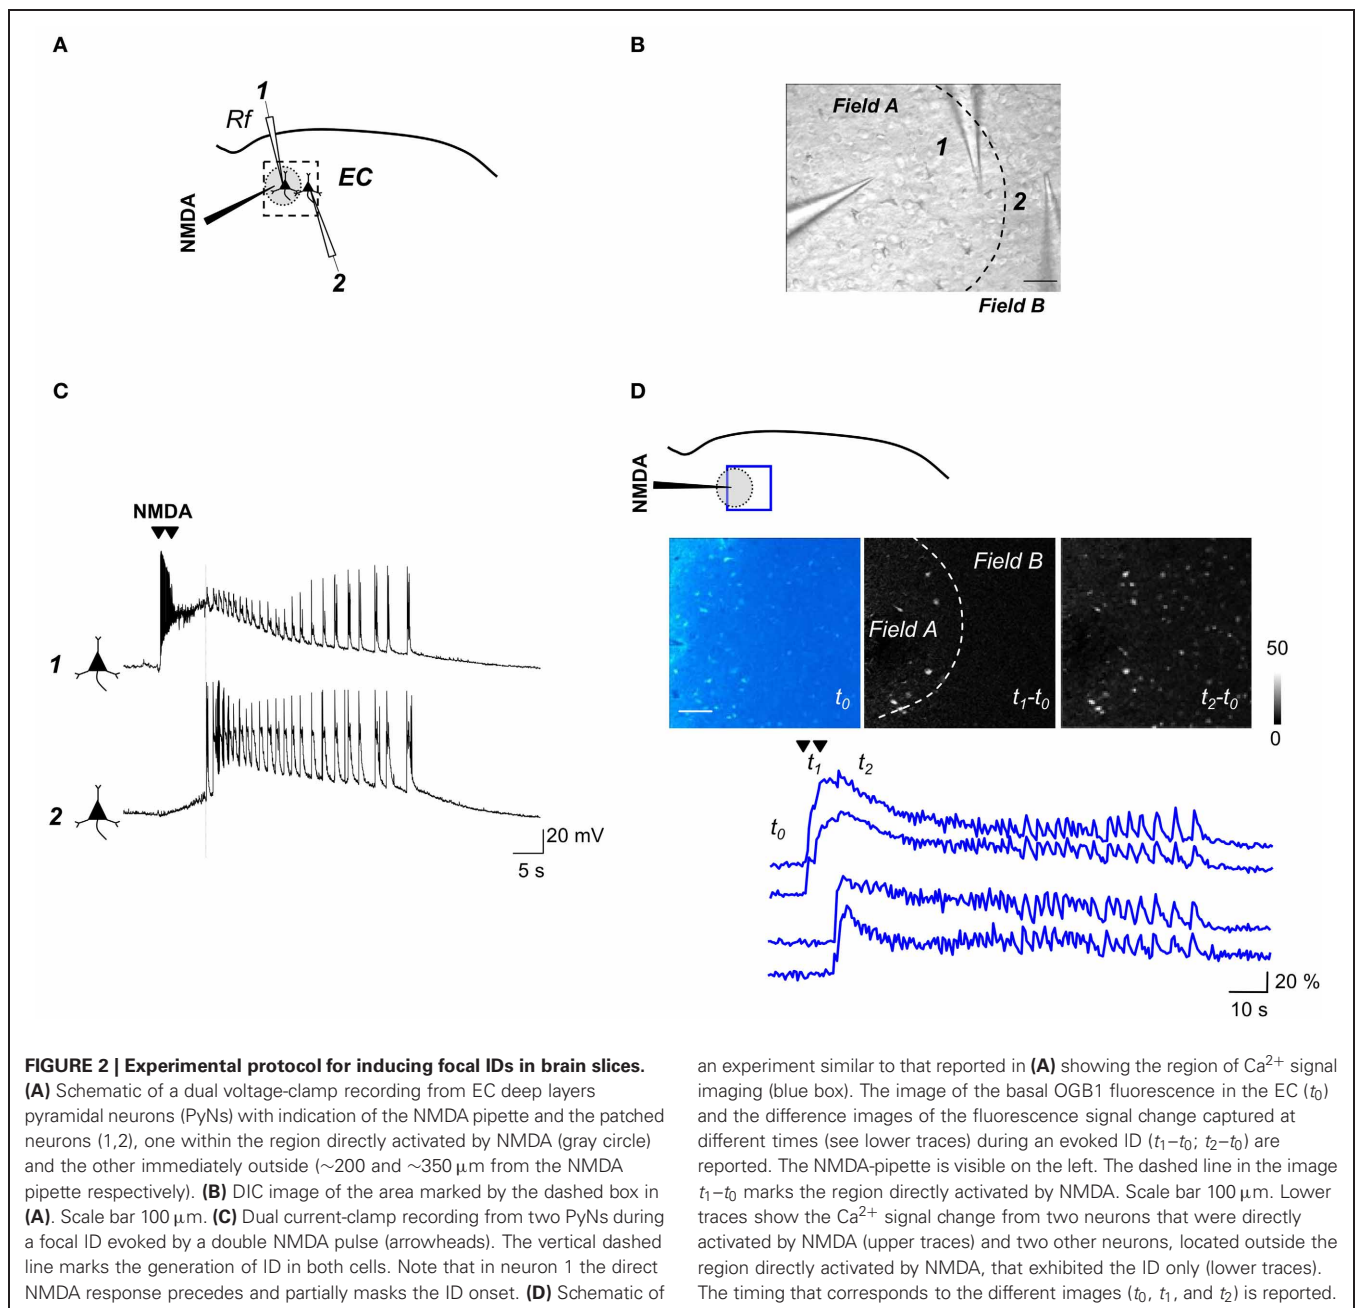 A
1
Rf
EC
NMDA
2
B
Field A
1
2
Field B
C
NMDA
1
2
20 mV
5 s
D
NMDA
t0
Field B
Field A
t1-t0
t2-t0
50
0
t1
t2
t0
20 %
10 s
FIGURE 2 | Experimental protocol for inducing focal IDs in brain slices.
(A) Schematic of a dual voltage-clamp recording from EC deep layers
pyramidal neurons (PyNs) with indication of the NMDA pipette and the patched
neurons (1,2), one within the region directly activated by NMDA (gray circle)
and the other immediately outside (∼200 and ∼350 μm from the NMDA
pipette respectively). (B) DIC image of the area marked by the dashed box in
(A). Scale bar 100 μm. (C) Dual current-clamp recording from two PyNs during
a focal ID evoked by a double NMDA pulse (arrowheads). The vertical dashed
line marks the generation of ID in both cells. Note that in neuron 1 the direct
NMDA response precedes and partially masks the ID onset. (D) Schematic of
an experiment similar to that reported in (A) showing the region of Ca2+ signal
imaging (blue box). The image of the basal OGB1 fluorescence in the EC (t0)
and the difference images of the fluorescence signal change captured at
different times (see lower traces) during an evoked ID (t1–t0; t2–t0) are
reported. The NMDA-pipette is visible on the left. The dashed line in the image
t1–t0 marks the region directly activated by NMDA. Scale bar 100 μm. Lower
traces show the Ca2+ signal change from two neurons that were directly
activated by NMDA (upper traces) and two other neurons, located outside the
region directly activated by NMDA, that exhibited the ID only (lower traces).
The timing that corresponds to the different images (t0, t1, and t2) is reported.